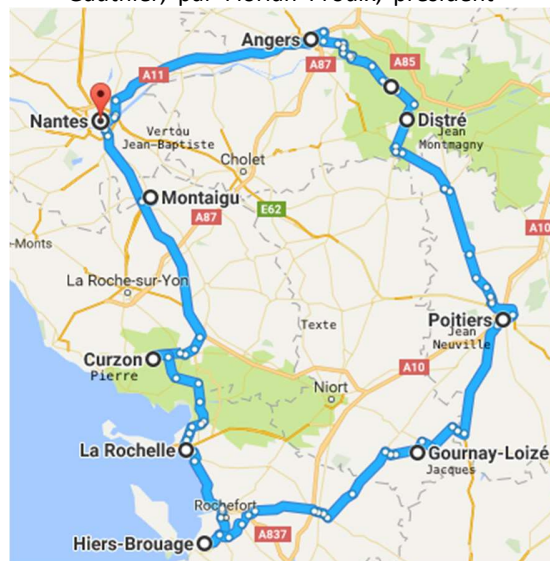 Gauthier, par Florian Proulx, président
Angers
A11
A87
A85
Nantes
Vertou
Jean-Baptiste
Distré
Jean
Montmagny
Cholet
Montaigu
A87
E62
-Monts
A10
La Roche-sur-Yon
Texte
Poitiers
Jean
Neuville
Curzon
Pierre
A10
Niort
La Rochelle
Gournay-Loizé
Jacques
Rochefort
A837
Hiers-Brouage